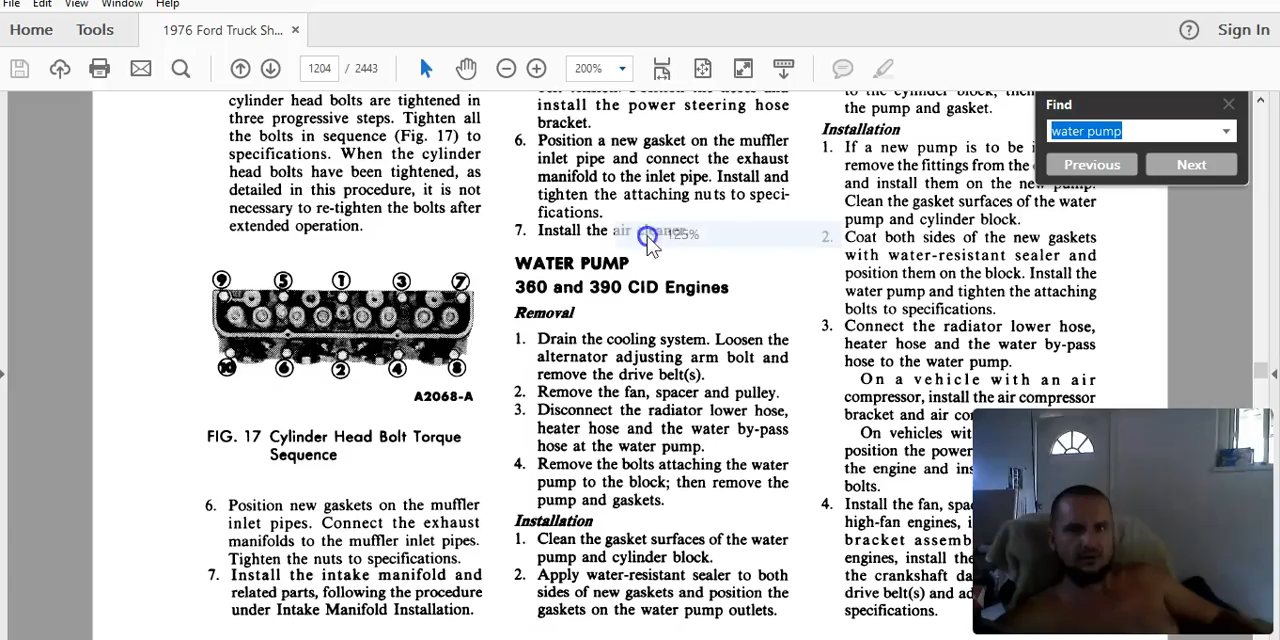 File Edit View Window Help
Home Tools 1976 Ford Truck Sh... × Sign In
1204 / 2443 200%
Find
water pump
Previous Next
125%
cylinder head bolts are tightened in
three progressive steps. Tighten all
the bolts in sequence (Fig. 17) to
specifications. When the cylinder
head bolts have been tightened, as
detailed in this procedure, it is not
necessary to re-tighten the bolts after
extended operation.
9 5 1 3 7
10 6 2 4 8
A2068-A
FIG. 17 Cylinder Head Bolt Torque
Sequence
6. Position new gaskets on the muffler
inlet pipes. Connect the exhaust
manifolds to the muffler inlet pipes.
Tighten the nuts to specifications.
7. Install the intake manifold and
related parts, following the procedure
under Intake Manifold Installation.
install the power steering hose
bracket.
6. Position a new gasket on the muffler
inlet pipe and connect the exhaust
manifold to the inlet pipe. Install and
tighten the attaching nuts to speci-
fications.
7. Install the air cleaner.
WATER PUMP
360 and 390 CID Engines
Removal
1. Drain the cooling system. Loosen the
alternator adjusting arm bolt and
remove the drive belt(s).
2. Remove the fan, spacer and pulley.
3. Disconnect the radiator lower hose,
heater hose and the water by-pass
hose at the water pump.
4. Remove the bolts attaching the water
pump to the block; then remove the
pump and gaskets.
Installation
1. Clean the gasket surfaces of the water
pump and cylinder block.
2. Apply water-resistant sealer to both
sides of new gaskets and position the
gaskets on the water pump outlets.
to the cylinder block, the
the pump and gasket.
Installation
1. If a new pump is to be
remove the fittings from the
and install them on the new pump.
Clean the gasket surfaces of the water
pump and cylinder block.
2. Coat both sides of the new gaskets
with water-resistant sealer and
position them on the block. Install the
water pump and tighten the attaching
bolts to specifications.
3. Connect the radiator lower hose,
heater hose and the water by-pass
hose to the water pump.
On a vehicle with an air
compressor, install the air compressor
bracket and air co
On vehicles wit
position the power
the engine and ins
bolts.
4. Install the fan, spa
high-fan engines, i
bracket assemb
engines, install the
the crankshaft da
drive belt(s) and ad
specifications.